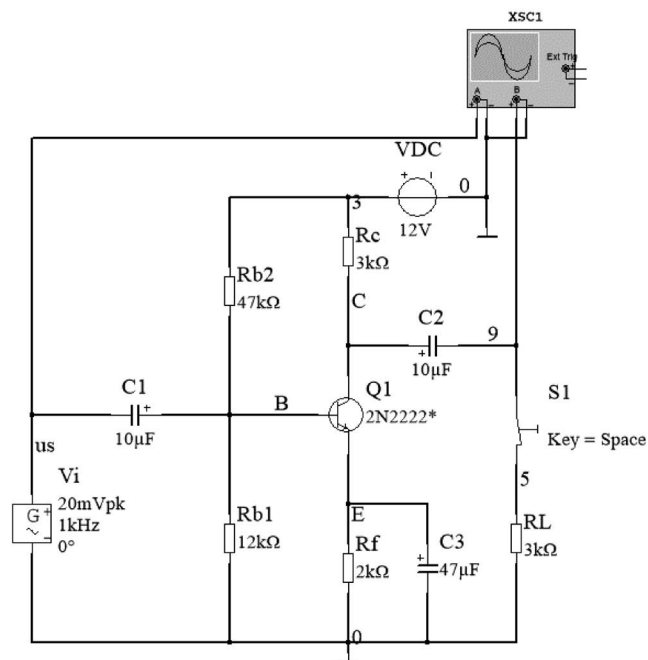 XSC1
Ext Trig
+
-
A
B
+ -
+ -
VDC
+ -
0
12V
3
Rc
3kΩ
Rb2
47kΩ
C
C2
9
+
10µF
C1
+
10µF
B
Q1
2N2222*
S1
Key = Space
us
Vi
G
+
~
-
20mVpk
1kHz
0°
5
E
Rb1
12kΩ
Rf
2kΩ
C3
+
47µF
RL
3kΩ
0